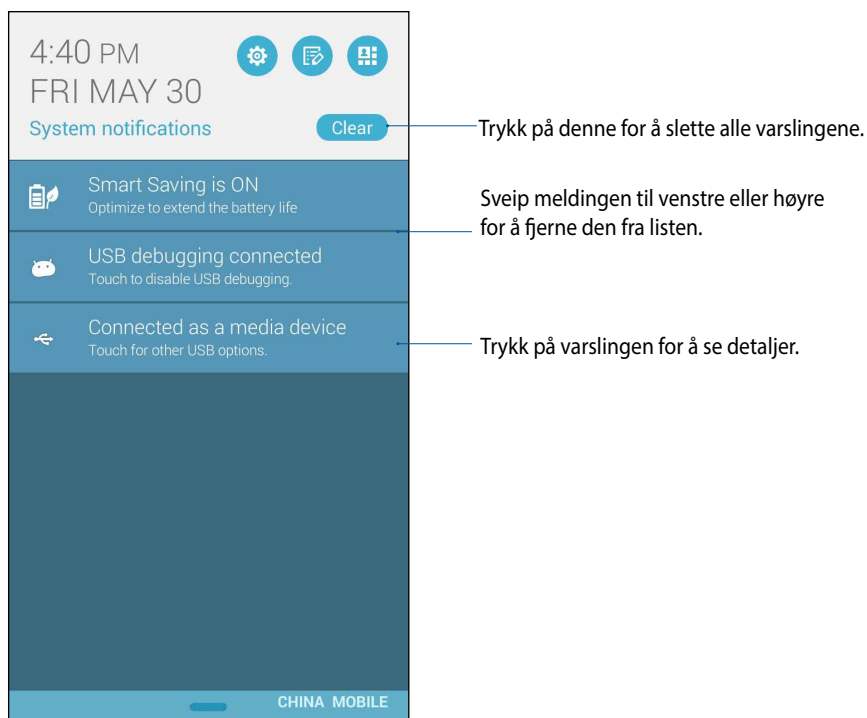 4:40 PM
FRI MAY 30
System notifications
Clear
Trykk på denne for å slette alle varslingene.
Smart Saving is ON
Optimize to extend the battery life
Sveip meldingen til venstre eller høyre
for å fjerne den fra listen.
USB debugging connected
Touch to disable USB debugging.
Connected as a media device
Touch for other USB options.
Trykk på varslingen for å se detaljer.
CHINA MOBILE